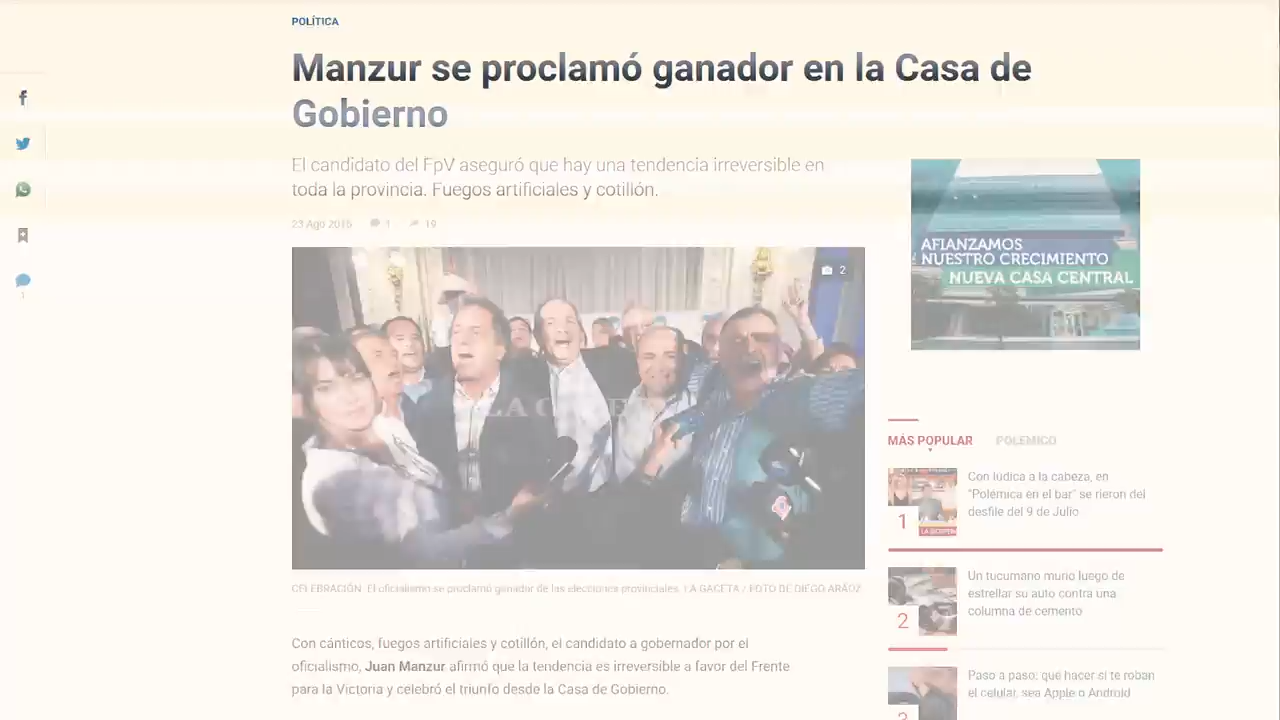 POLÍTICA
Manzur se proclamó ganador en la Casa de
Gobierno
El candidato del FpV aseguró que hay una tendencia irreversible en
toda la provincia. Fuegos artificiales y cotillón.
23 Ago 2015 1 19
2
LA GACETA
CELEBRACIÓN. El oficialismo se proclamó ganador de las elecciones provinciales. LA GACETA / FOTO DE DIEGO ARÁOZ
Con cánticos, fuegos artificiales y cotillón, el candidato a gobernador por el
oficialismo, Juan Manzur afirmó que la tendencia es irreversible a favor del Frente
para la Victoria y celebró el triunfo desde la Casa de Gobierno.
1
AFIANZAMOS
NUESTRO CRECIMIENTO
NUEVA CASA CENTRAL
MÁS POPULAR POLÉMICO
Con lúdica a la cabeza, en
"Polémica en el bar" se rieron del
desfile del 9 de Julio
1
Un tucumano murió luego de
estrellar su auto contra una
columna de cemento
2
Paso a paso: qué hacer si te roban
el celular, sea Apple o Android
3